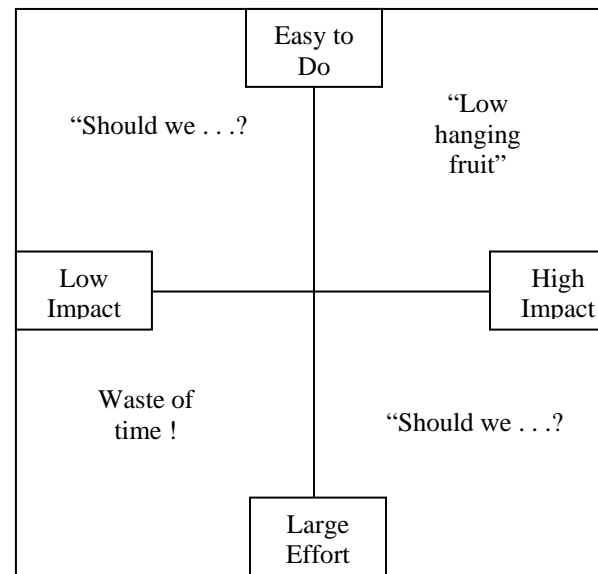 Easy to
Do
“Should we . . .?
“Low
hanging
fruit”
Low
Impact
High
Impact
Waste of
time !
“Should we . . .?
Large
Effort